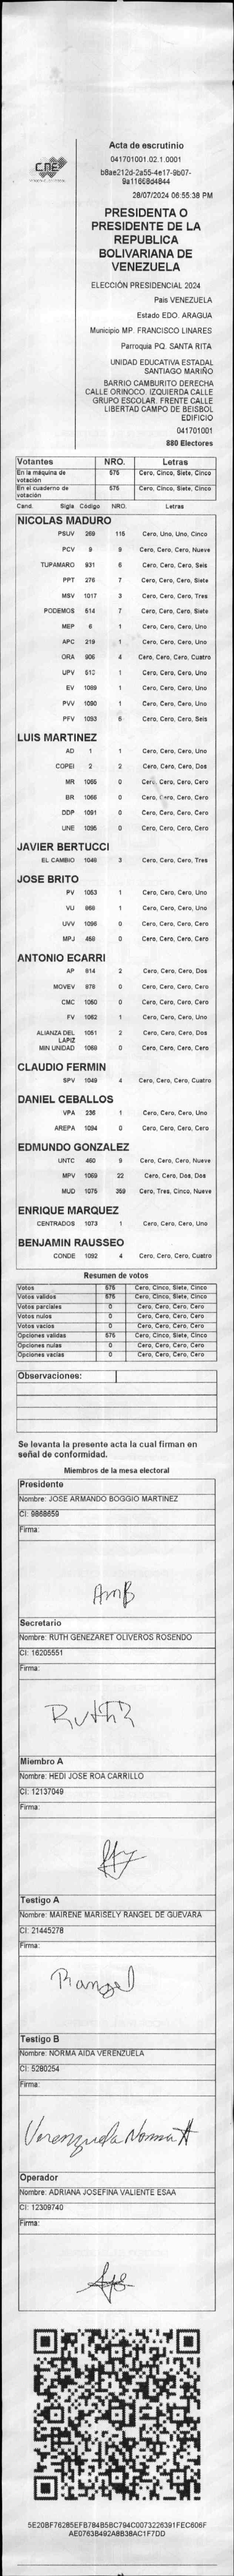 CNE
Acta de escrutinio
041701001.02.1.0001
b8ae212d-2a55-4e17-9b07-
9a11668d4844
28/07/2024 06:55:38 PM
PRESIDENTA O
PRESIDENTE DE LA
REPUBLICA
BOLIVARIANA DE
VENEZUELA
ELECCIÓN PRESIDENCIAL 2024
País VENEZUELA
Estado EDO. ARAGUA
Municipio MP. FRANCISCO LINARES
Parroquia PQ. SANTA RITA
UNIDAD EDUCATIVA ESTADAL
SANTIAGO MARIÑO
BARRIO CAMBURITO DERECHA
CALLE ORINOCO. IZQUIERDA CALLE
GRUPO ESCOLAR. FRENTE CALLE
LIBERTAD CAMPO DE BEISBOL
EDIFICIO
041701001
880 Electores
Votantes NRO. Letras
En la máquina de votación 575 Cero, Cinco, Siete, Cinco
En el cuaderno de votación 575 Cero, Cinco, Siete, Cinco
Cand. Sigla Código NRO. Letras
NICOLAS MADURO
PSUV 269 115 Cero, Uno, Uno, Cinco
PCV 9 9 Cero, Cero, Cero, Nueve
TUPAMARO 931 6 Cero, Cero, Cero, Seis
PPT 276 7 Cero, Cero, Cero, Siete
MSV 1017 3 Cero, Cero, Cero, Tres
PODEMOS 514 7 Cero, Cero, Cero, Siete
MEP 6 1 Cero, Cero, Cero, Uno
APC 219 1 Cero, Cero, Cero, Uno
ORA 906 4 Cero, Cero, Cero, Cuatro
UPV 512 1 Cero, Cero, Cero, Uno
EV 1069 1 Cero, Cero, Cero, Uno
PVV 1090 1 Cero, Cero, Cero, Uno
PFV 1093 6 Cero, Cero, Cero, Seis
LUIS MARTINEZ
AD 1 1 Cero, Cero, Cero, Uno
COPEI 2 2 Cero, Cero, Cero, Dos
MR 1065 0 Cero, Cero, Cero, Cero
BR 1066 0 Cero, Cero, Cero, Cero
DDP 1091 0 Cero, Cero, Cero, Cero
UNE 1095 0 Cero, Cero, Cero, Cero
JAVIER BERTUCCI
EL CAMBIO 1048 3 Cero, Cero, Cero, Tres
JOSE BRITO
PV 1053 1 Cero, Cero, Cero, Uno
VU 868 1 Cero, Cero, Cero, Uno
UVV 1096 0 Cero, Cero, Cero, Cero
MPJ 458 0 Cero, Cero, Cero, Cero
ANTONIO ECARRI
AP 814 2 Cero, Cero, Cero, Dos
MOVEV 978 0 Cero, Cero, Cero, Cero
CMC 1050 0 Cero, Cero, Cero, Cero
FV 1062 1 Cero, Cero, Cero, Uno
ALIANZA DEL LAPIZ 1051 2 Cero, Cero, Cero, Dos
MIN UNIDAD 1068 0 Cero, Cero, Cero, Cero
CLAUDIO FERMIN
SPV 1049 4 Cero, Cero, Cero, Cuatro
DANIEL CEBALLOS
VPA 236 1 Cero, Cero, Cero, Uno
AREPA 1094 0 Cero, Cero, Cero, Cero
EDMUNDO GONZALEZ
UNTC 460 9 Cero, Cero, Cero, Nueve
MPV 1069 22 Cero, Cero, Dos, Dos
MUD 1075 359 Cero, Tres, Cinco, Nueve
ENRIQUE MARQUEZ
CENTRADOS 1073 1 Cero, Cero, Cero, Uno
BENJAMIN RAUSSEO
CONDE 1092 4 Cero, Cero, Cero, Cuatro
Resumen de votos
Votos 575 Cero, Cinco, Siete, Cinco
Votos validos 575 Cero, Cinco, Siete, Cinco
Votos parciales 0 Cero, Cero, Cero, Cero
Votos nulos 0 Cero, Cero, Cero, Cero
Votos vacios 0 Cero, Cero, Cero, Cero
Opciones validas 575 Cero, Cinco, Siete, Cinco
Opciones nulas 0 Cero, Cero, Cero, Cero
Opciones vacias 0 Cero, Cero, Cero, Cero
Observaciones:
Se levanta la presente acta la cual firman en
señal de conformidad.
Miembros de la mesa electoral
Presidente
Nombre: JOSE ARMANDO BOGGIO MARTINEZ
CI: 9868659
Firma:
AmB
Secretario
Nombre: RUTH GENEZARET OLIVEROS ROSENDO
CI: 16205551
Firma:
Ruth
Miembro A
Nombre: HEDI JOSE ROA CARRILLO
CI: 12137049
Firma:
Testigo A
Nombre: MAIRENE MARISELY RANGEL DE GUEVARA
CI: 21445278
Firma:
Rangel
Testigo B
Nombre: NORMA AIDA VERENZUELA
CI: 5280254
Firma:
Verenzuela Norma A
Operador
Nombre: ADRIANA JOSEFINA VALIENTE ESAA
CI: 12309740
Firma:
5E20BF76285EFB784B5BC794C0073226391FEC606F
AE0763B492A8B38AC1F7DD